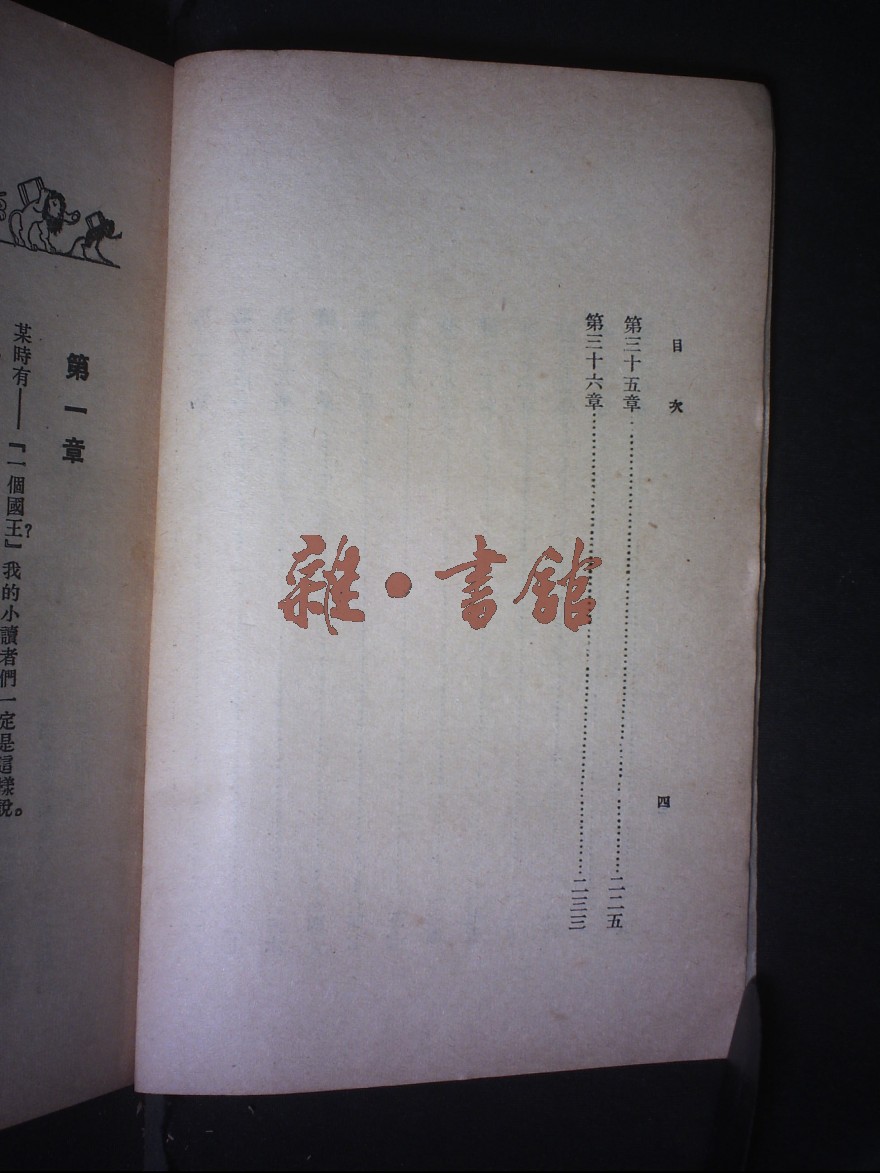 目次
四
第三十五章……二二五
第三十六章……二三三
雜·書館
第一章
某時有——『一個國王?』我的小讀者們一定是這樣說。